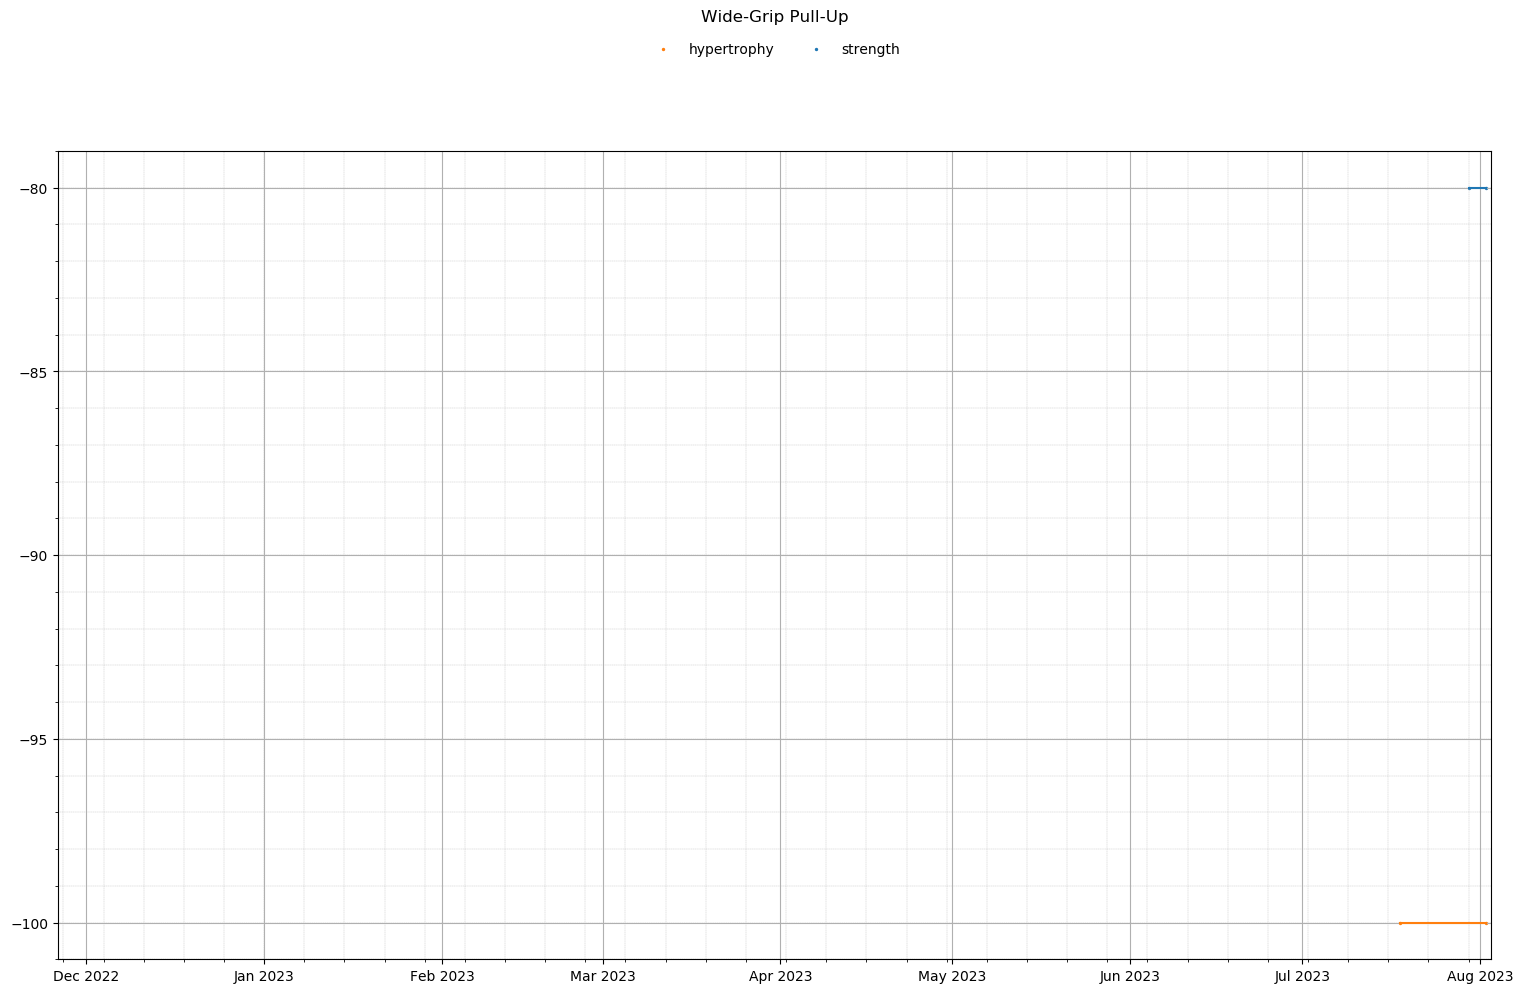 Wide-Grip Pull-Up
hypertrophy strength
−80
−85
−90
−95
−100
Dec 2022 Jan 2023 Feb 2023 Mar 2023 Apr 2023 May 2023 Jun 2023 Jul 2023 Aug 2023